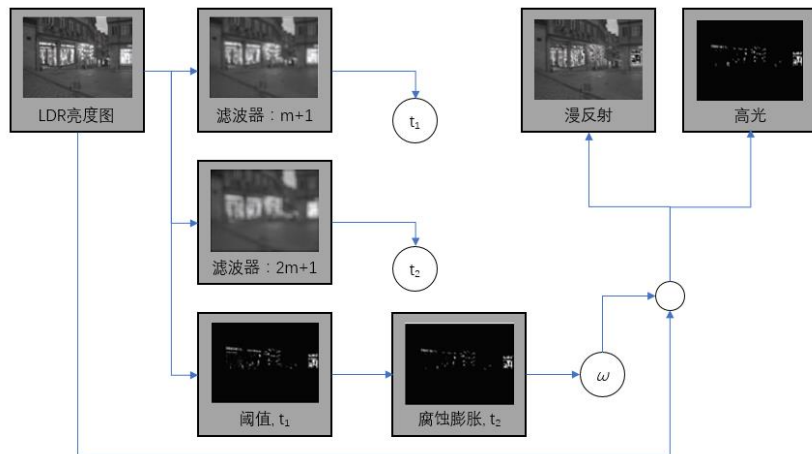 LDR亮度图
滤波器：m+1
t₁
漫反射
高光
滤波器：2m+1
t₂
阈值, t₁
腐蚀膨胀, t₂
ω